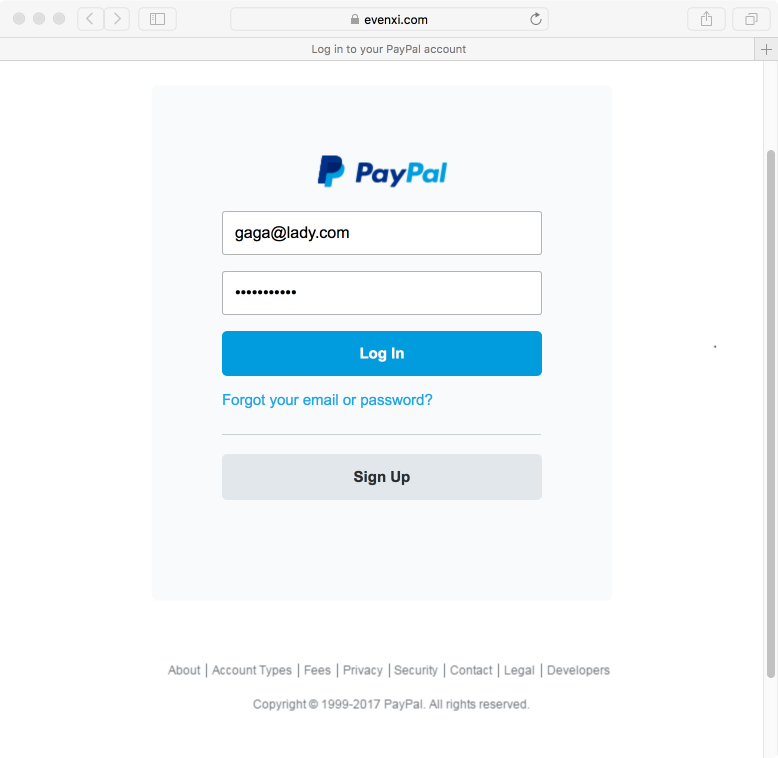 evenxi.com
Log in to your PayPal account
PayPal
gaga@lady.com
•••••••••••
Log In
Forgot your email or password?
Sign Up
About | Account Types | Fees | Privacy | Security | Contact | Legal | Developers
Copyright © 1999-2017 PayPal. All rights reserved.